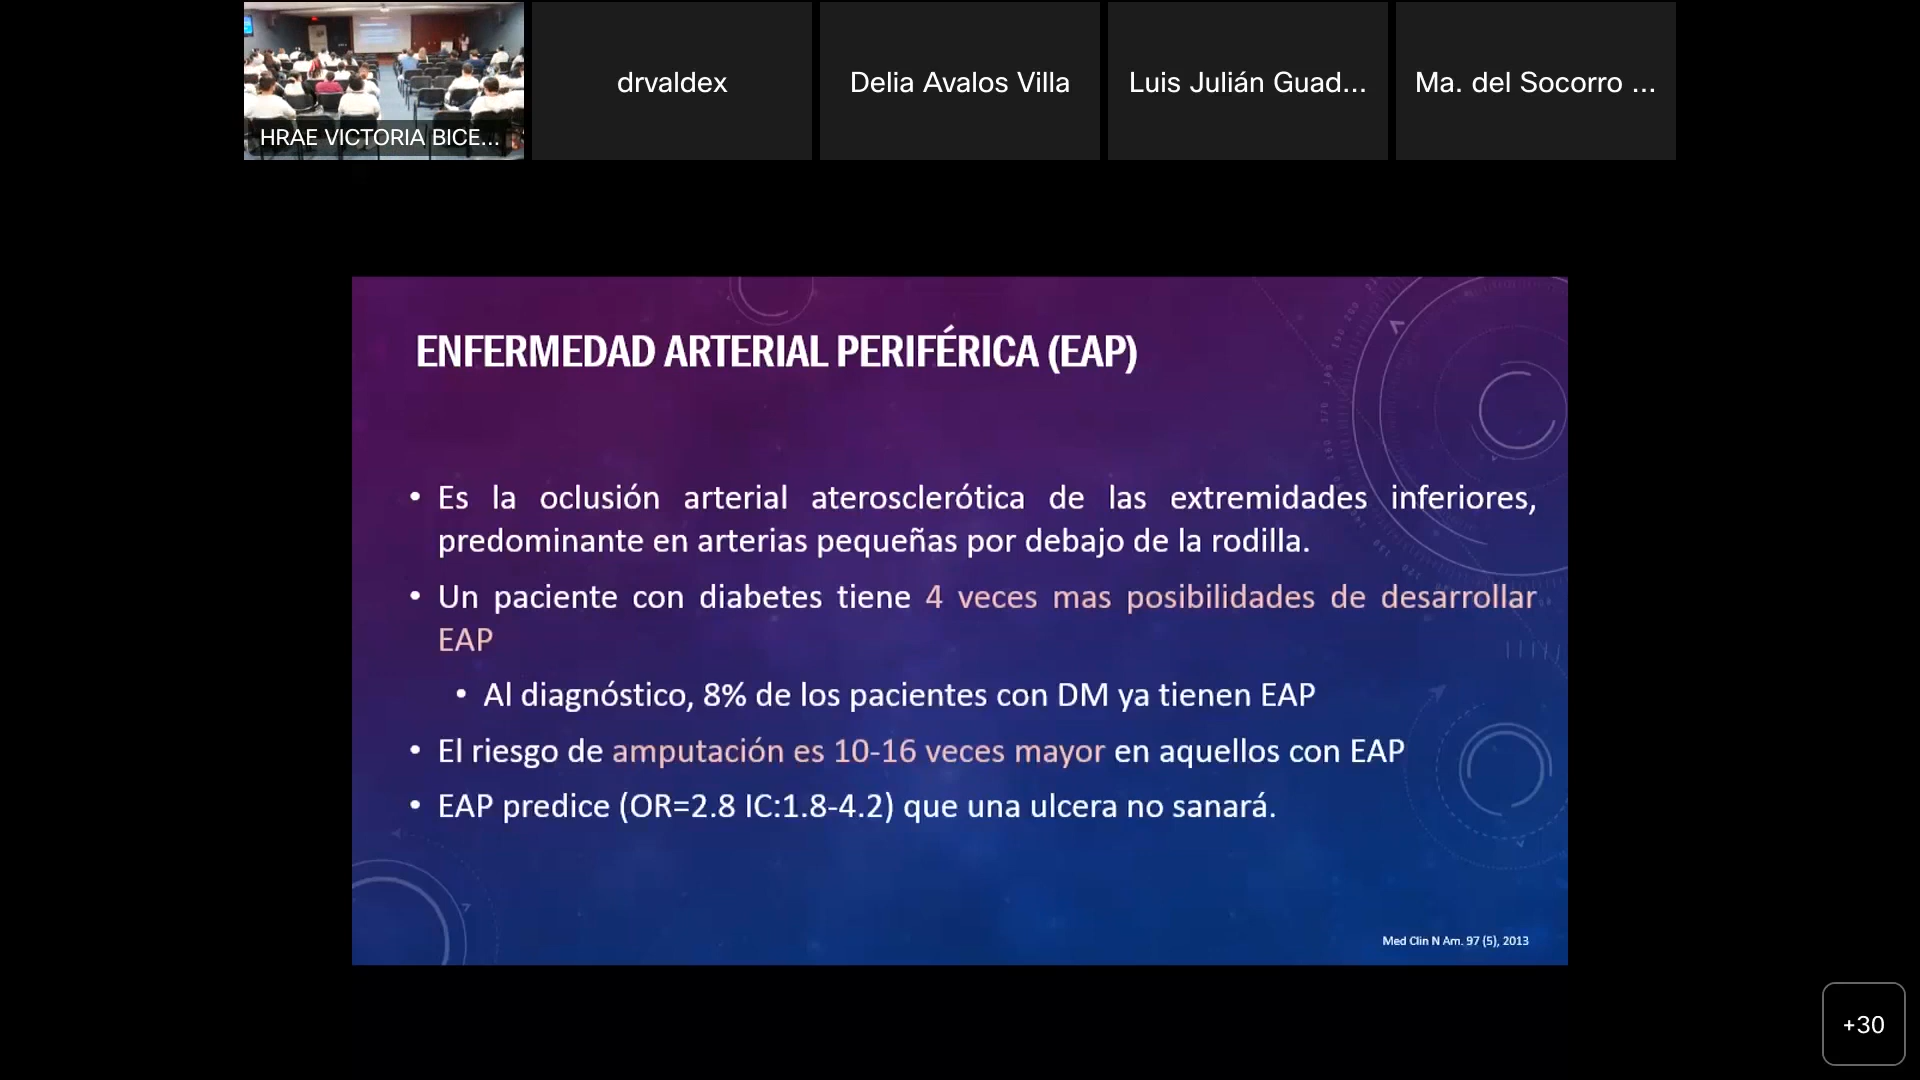 HRAE VICTORIA BICE...
drvaldex
Delia Avalos Villa
Luis Julián Guad...
Ma. del Socorro ...
ENFERMEDAD ARTERIAL PERIFÉRICA (EAP)
• Es la oclusión arterial aterosclerótica de las extremidades inferiores,
predominante en arterias pequeñas por debajo de la rodilla.
• Un paciente con diabetes tiene 4 veces mas posibilidades de desarrollar
EAP
• Al diagnóstico, 8% de los pacientes con DM ya tienen EAP
• El riesgo de amputación es 10-16 veces mayor en aquellos con EAP
• EAP predice (OR=2.8 IC:1.8-4.2) que una ulcera no sanará.
Med Clin N Am. 97 (5), 2013
+30